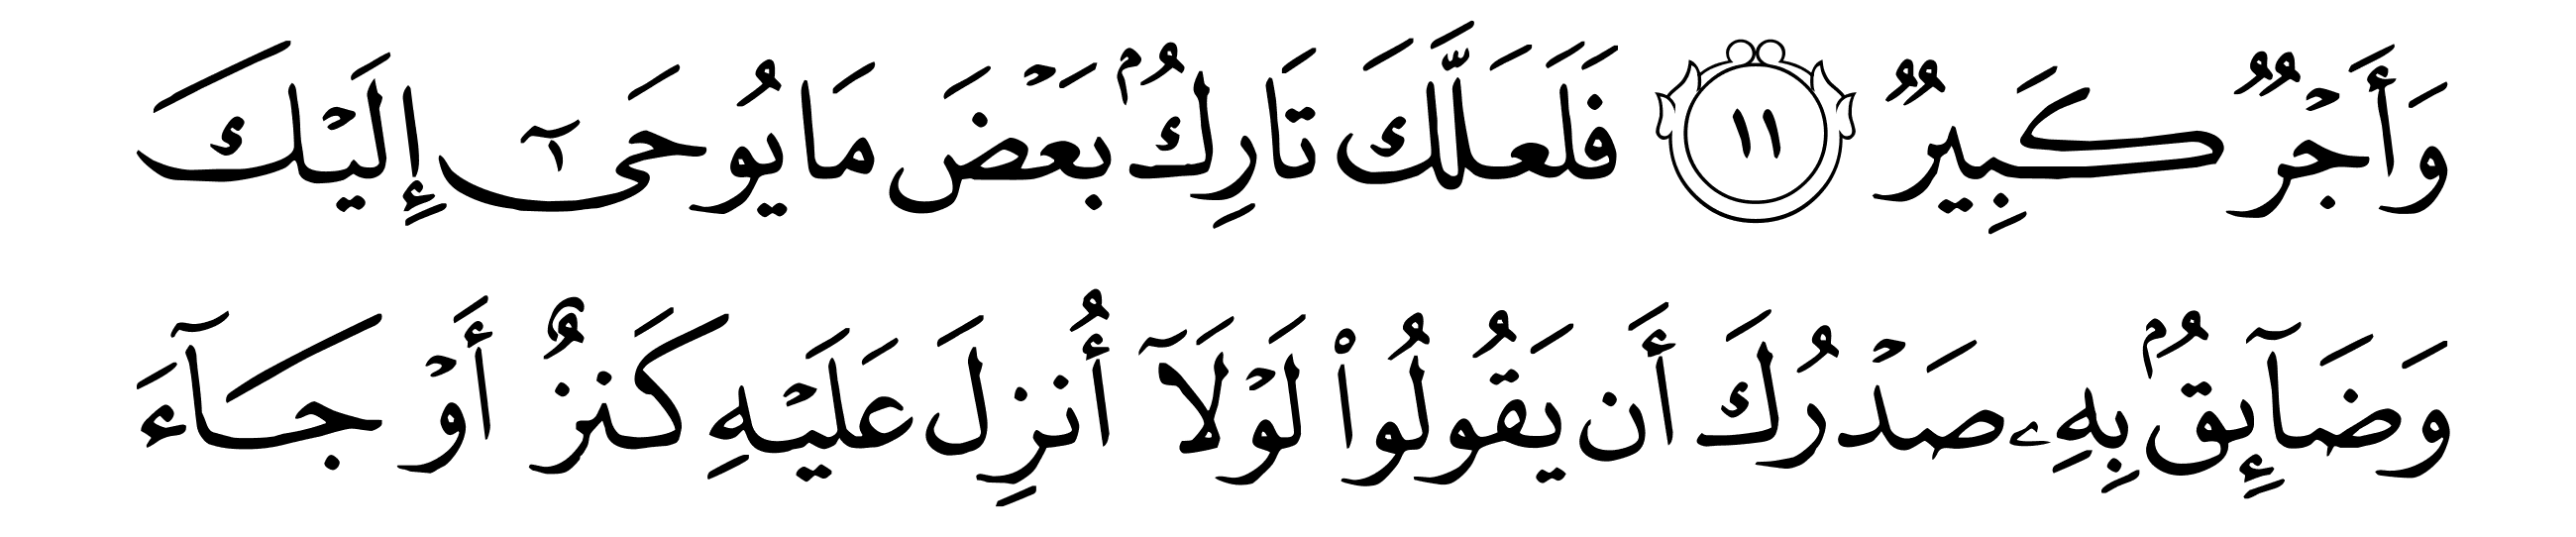 وَأَجْرٌ كَبِيرٌ ١١ فَلَعَلَّكَ تَارِكُۢ بَعْضَ مَا يُوحَىٰٓ إِلَيْكَ
وَضَآئِقُۢ بِهِۦ صَدْرُكَ أَن يَقُولُوا۟ لَوْلَآ أُنزِلَ عَلَيْهِ كَنزٌ أَوْ جَآءَ